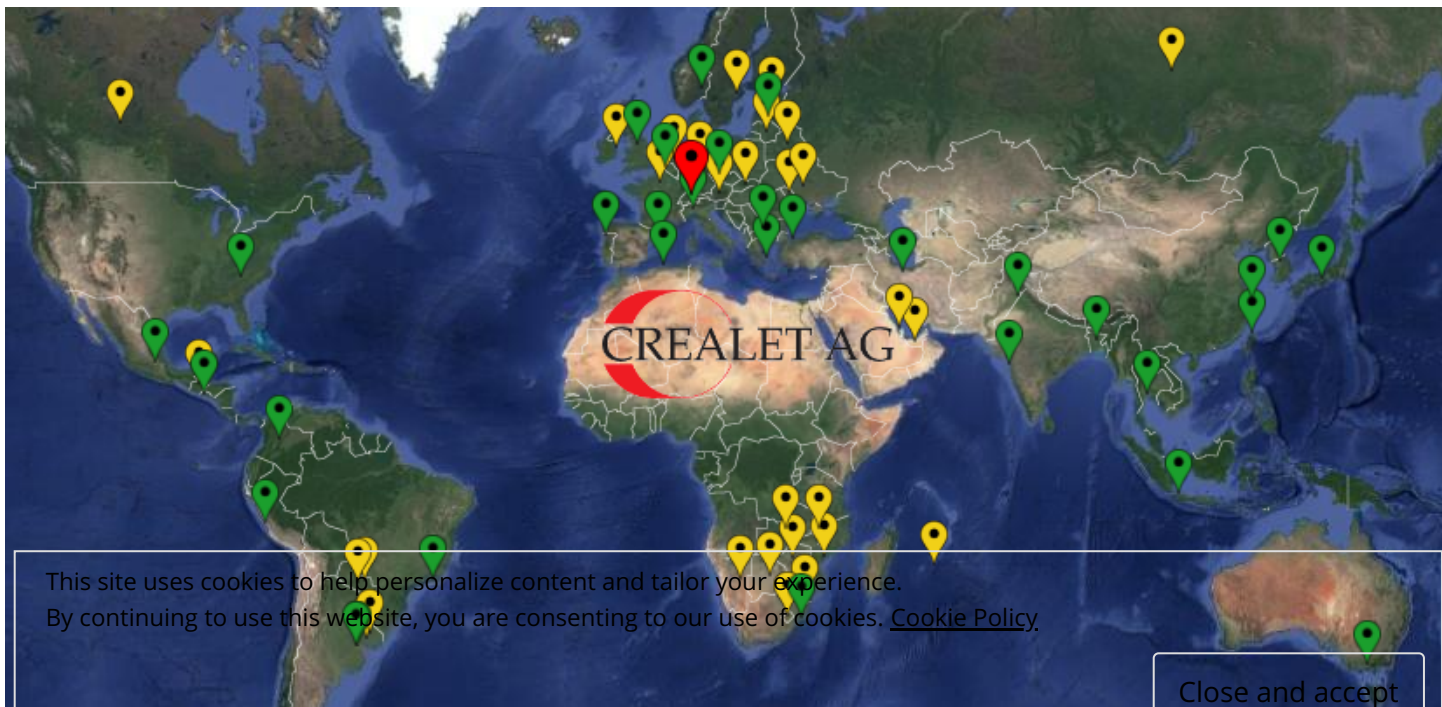 CREALET AG
This site uses cookies to help personalize content and tailor your experience.
By continuing to use this website, you are consenting to our use of cookies. Cookie Policy
Close and accept